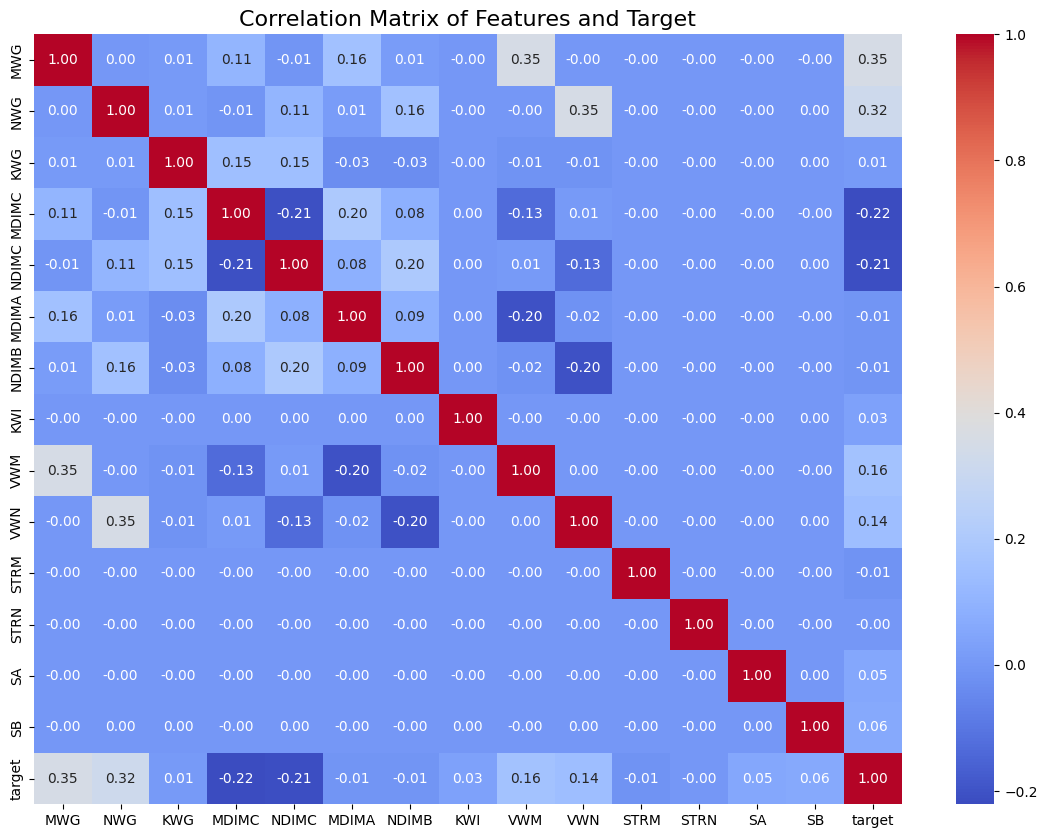 Correlation Matrix of Features and Target
MWG 1.00 0.00 0.01 0.11 -0.01 0.16 0.01 -0.00 0.35 -0.00 -0.00 -0.00 -0.00 -0.00 0.35
NWG 0.00 1.00 0.01 -0.01 0.11 0.01 0.16 -0.00 -0.00 0.35 -0.00 -0.00 -0.00 0.00 0.32
KWG 0.01 0.01 1.00 0.15 0.15 -0.03 -0.03 -0.00 -0.01 -0.01 -0.00 -0.00 -0.00 0.00 0.01
MDIMC 0.11 -0.01 0.15 1.00 -0.21 0.20 0.08 0.00 -0.13 0.01 -0.00 -0.00 -0.00 -0.00 -0.22
NDIMC -0.01 0.11 0.15 -0.21 1.00 0.08 0.20 0.00 0.01 -0.13 -0.00 -0.00 -0.00 0.00 -0.21
MDIMA 0.16 0.01 -0.03 0.20 0.08 1.00 0.09 0.00 -0.20 -0.02 -0.00 -0.00 -0.00 -0.00 -0.01
NDIMB 0.01 0.16 -0.03 0.08 0.20 0.09 1.00 0.00 -0.02 -0.20 -0.00 -0.00 -0.00 -0.00 -0.01
KWI -0.00 -0.00 -0.00 0.00 0.00 0.00 0.00 1.00 -0.00 -0.00 -0.00 -0.00 -0.00 -0.00 0.03
VWM 0.35 -0.00 -0.01 -0.13 0.01 -0.20 -0.02 -0.00 1.00 0.00 -0.00 -0.00 -0.00 -0.00 0.16
VWN -0.00 0.35 -0.01 0.01 -0.13 -0.02 -0.20 -0.00 0.00 1.00 -0.00 -0.00 -0.00 0.00 0.14
STRM -0.00 -0.00 -0.00 -0.00 -0.00 -0.00 -0.00 -0.00 -0.00 -0.00 1.00 -0.00 -0.00 -0.00 -0.01
STRN -0.00 -0.00 -0.00 -0.00 -0.00 -0.00 -0.00 -0.00 -0.00 -0.00 -0.00 1.00 -0.00 -0.00 -0.00
SA -0.00 -0.00 -0.00 -0.00 -0.00 -0.00 -0.00 -0.00 -0.00 -0.00 -0.00 -0.00 1.00 0.00 0.05
SB -0.00 0.00 0.00 -0.00 0.00 -0.00 -0.00 -0.00 -0.00 0.00 -0.00 -0.00 0.00 1.00 0.06
target 0.35 0.32 0.01 -0.22 -0.21 -0.01 -0.01 0.03 0.16 0.14 -0.01 -0.00 0.05 0.06 1.00
MWG NWG KWG MDIMC NDIMC MDIMA NDIMB KWI VWM VWN STRM STRN SA SB target
1.0
0.8
0.6
0.4
0.2
0.0
−0.2